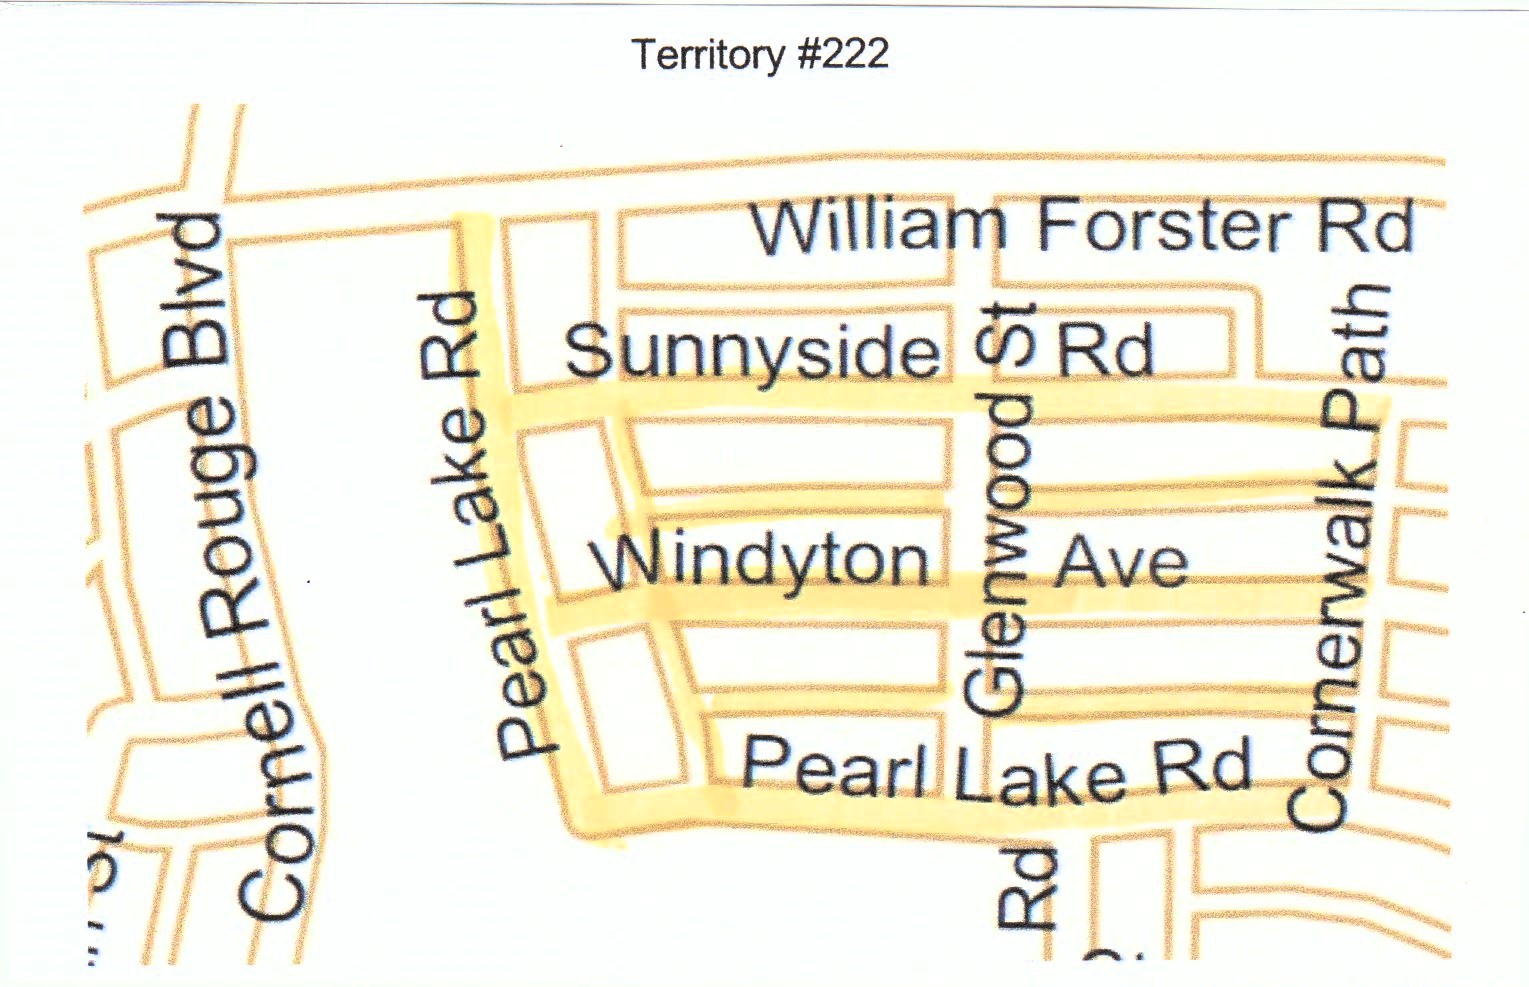 Territory #222
William Forster Rd
Cornell Rouge Blvd
Pearl Lake Rd
Sunnyside Rd
Glenwood St
Cornerwalk Path
Windyton Ave
Pearl Lake Rd
Rd